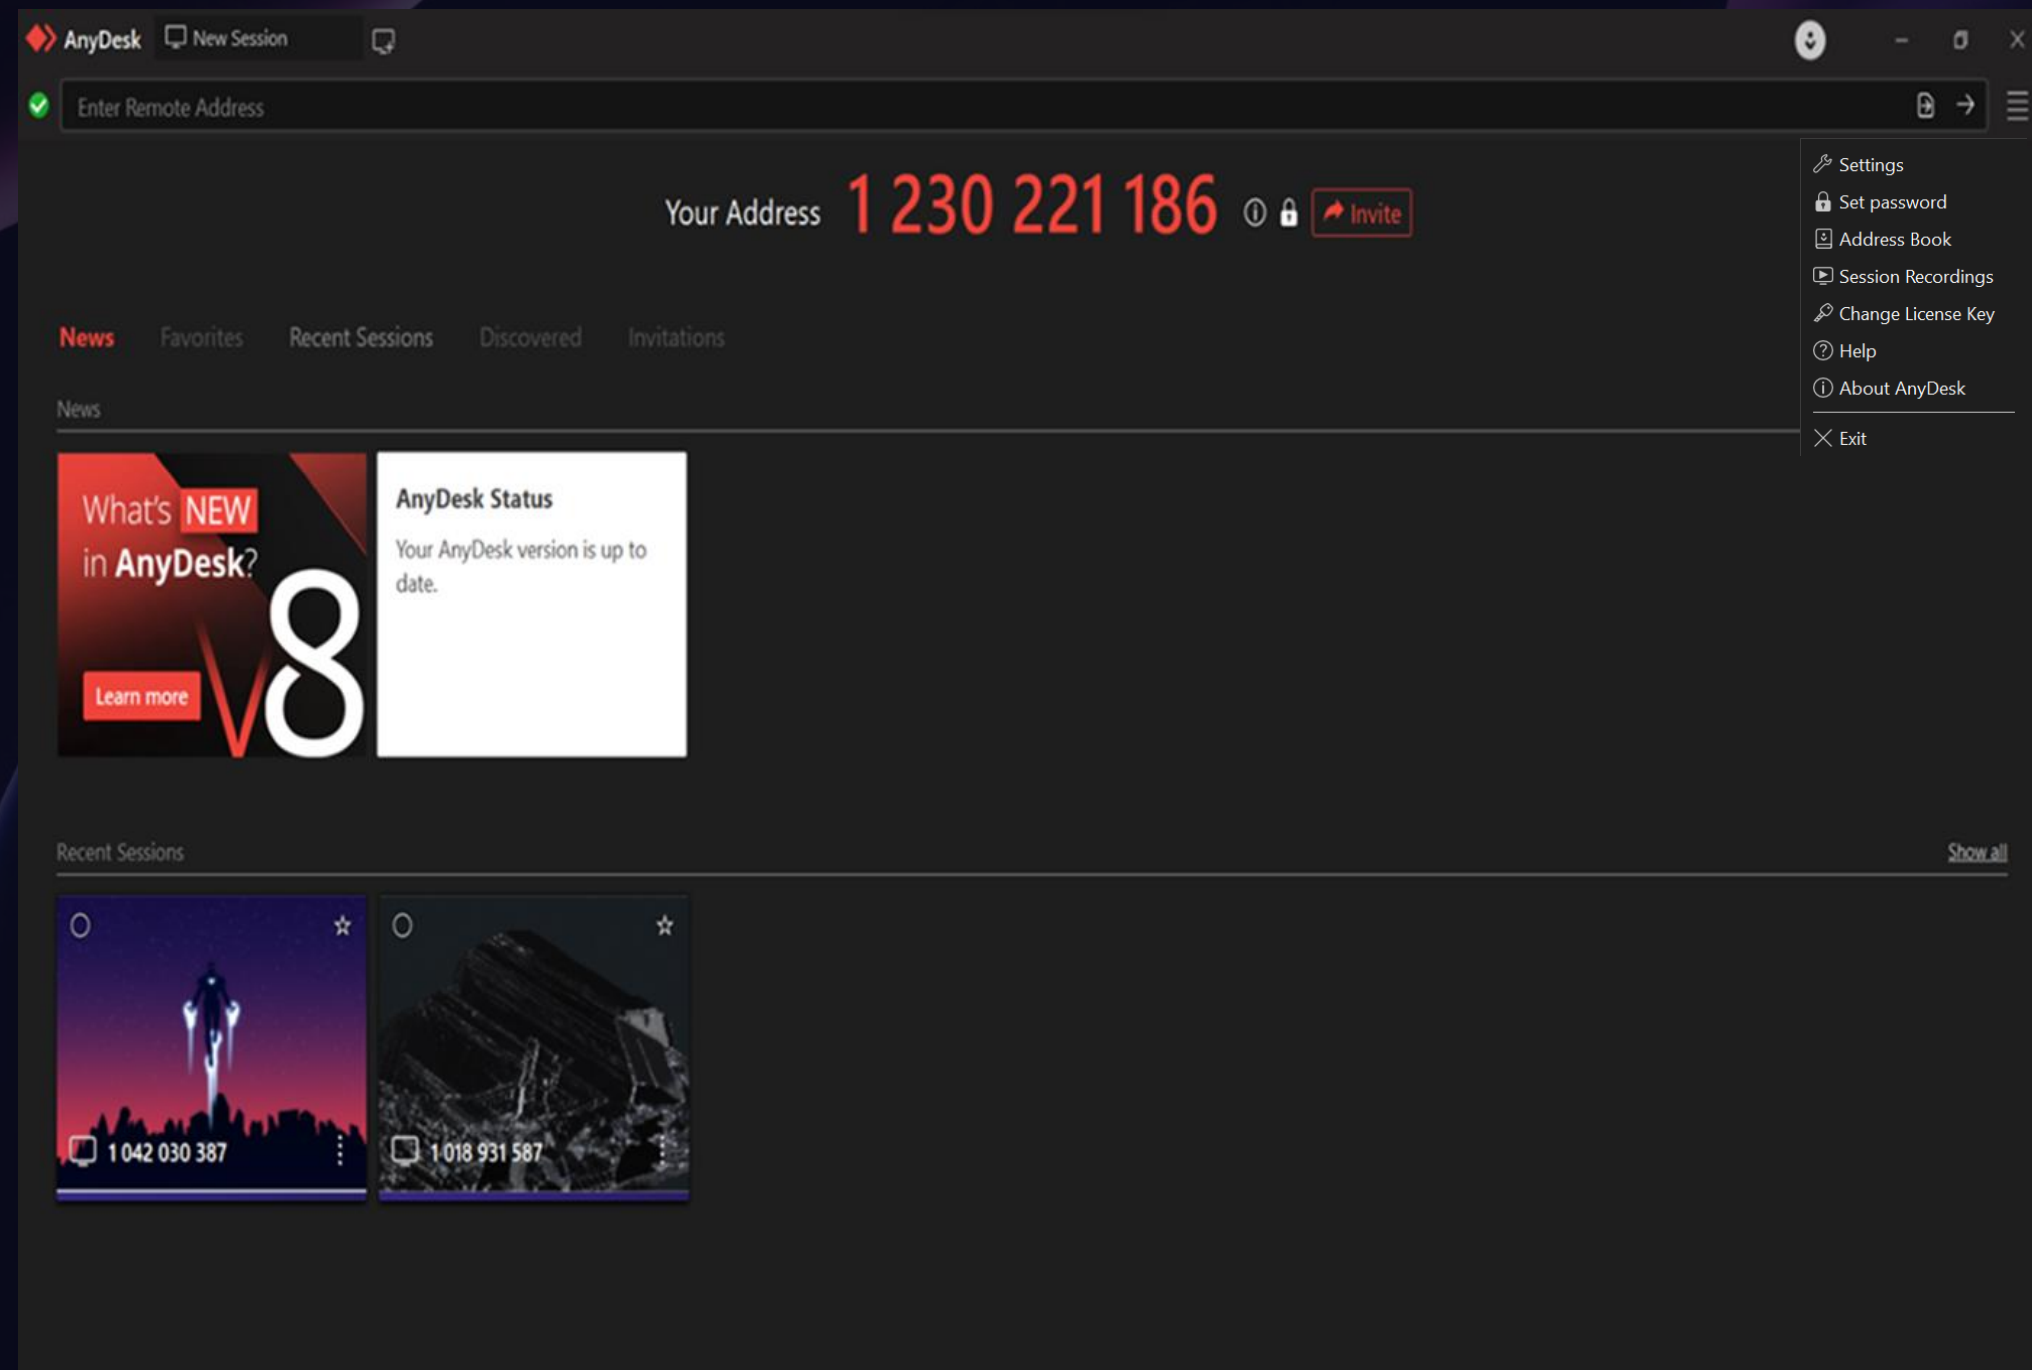 AnyDesk
New Session
Enter Remote Address
Your Address 1 230 221 186 Invite
Settings
Set password
Address Book
Session Recordings
Change License Key
Help
About AnyDesk
Exit
News Favorites Recent Sessions Discovered Invitations
News
What's NEW
in AnyDesk?
V8
Learn more
AnyDesk Status
Your AnyDesk version is up to
date.
Recent Sessions
Show all
1 042 030 387
1 018 931 587